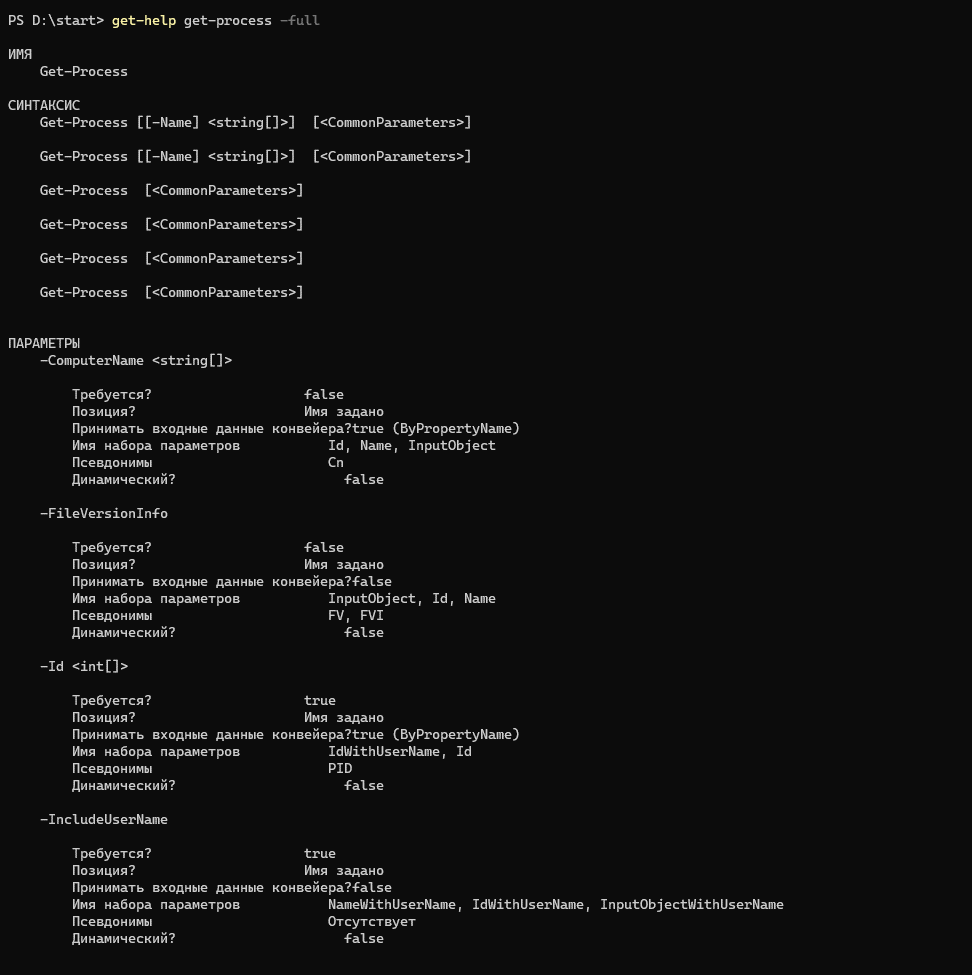 PS D:\start> get-help get-process -full
ИМЯ
Get-Process
СИНТАКСИС
Get-Process [[-Name] <string[]>]  [<CommonParameters>]
Get-Process [[-Name] <string[]>]  [<CommonParameters>]
Get-Process  [<CommonParameters>]
Get-Process  [<CommonParameters>]
Get-Process  [<CommonParameters>]
Get-Process  [<CommonParameters>]
ПАРАМЕТРЫ
-ComputerName <string[]>
Требуется? false
Позиция? Имя задано
Принимать входные данные конвейера?true (ByPropertyName)
Имя набора параметров Id, Name, InputObject
Псевдонимы Cn
Динамический? false
-FileVersionInfo
Требуется? false
Позиция? Имя задано
Принимать входные данные конвейера?false
Имя набора параметров InputObject, Id, Name
Псевдонимы FV, FVI
Динамический? false
-Id <int[]>
Требуется? true
Позиция? Имя задано
Принимать входные данные конвейера?true (ByPropertyName)
Имя набора параметров IdWithUserName, Id
Псевдонимы PID
Динамический? false
-IncludeUserName
Требуется? true
Позиция? Имя задано
Принимать входные данные конвейера?false
Имя набора параметров NameWithUserName, IdWithUserName, InputObjectWithUserName
Псевдонимы Отсутствует
Динамический? false